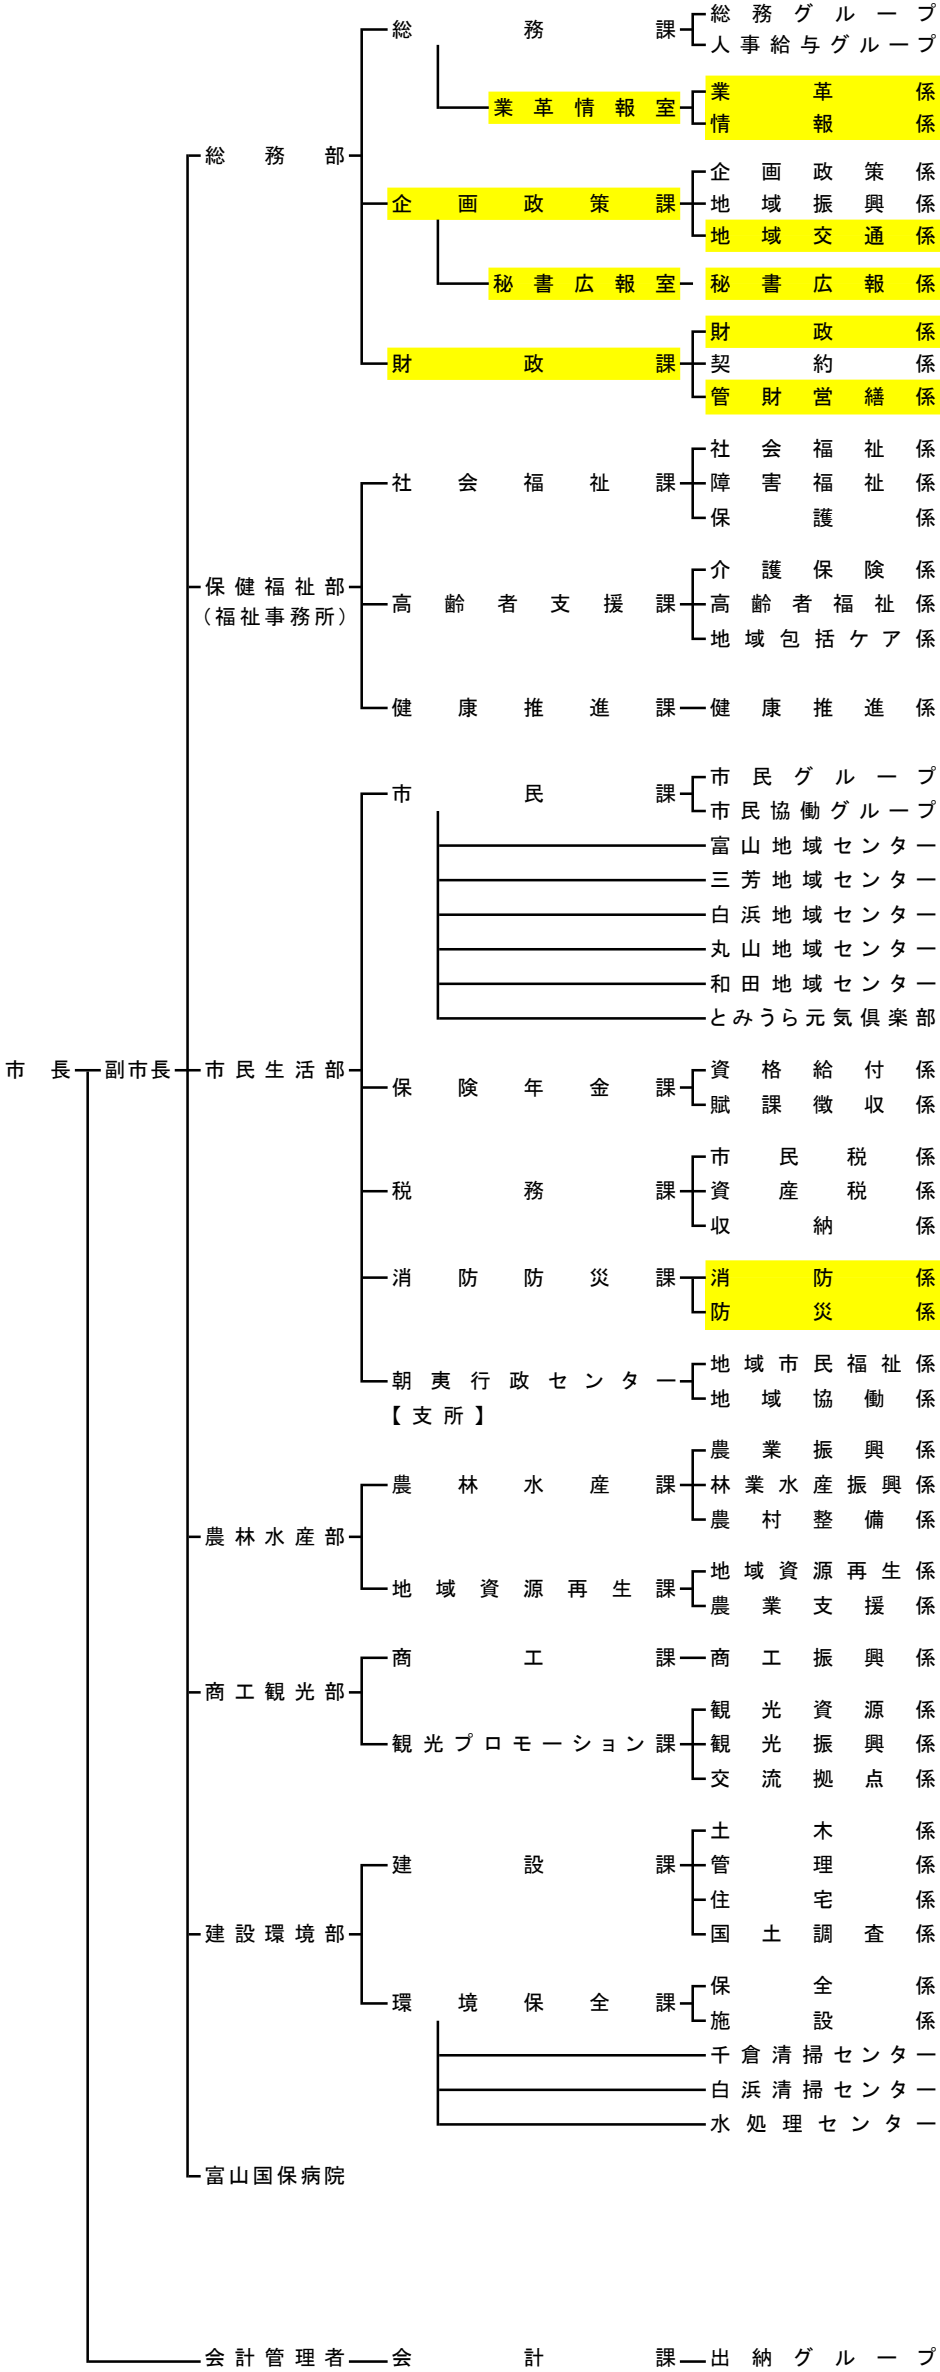 総務グループ
総務課
人事給与グループ
業革係
業革情報室
情報係
総務部
企画政策係
企画政策課
地域振興係
地域交通係
秘書広報室
秘書広報係
財政係
財政課
契約係
管財営繕係
社会福祉係
社会福祉課
障害福祉係
保護係
介護保険係
保健福祉部
(福祉事務所)
高齢者支援課
高齢者福祉係
地域包括ケア係
健康推進課
健康推進係
市民グループ
市民課
市民協働グループ
富山地域センター
三芳地域センター
白浜地域センター
丸山地域センター
和田地域センター
とみうら元気倶楽部
市長
副市長
市民生活部
資格給付係
保険年金課
賦課徴収係
市民税係
税務課
資産税係
収納係
消防防災課
消防係
防災係
地域市民福祉係
朝夷行政センター
【支所】
地域協働係
農業振興係
農林水産課
林業水産振興係
農村整備係
農林水産部
地域資源再生係
地域資源再生課
農業支援係
商工課
商工振興係
商工観光部
観光資源係
観光プロモーション課
観光振興係
交流拠点係
土木係
建設課
管理係
住宅係
建設環境部
国土調査係
保全係
環境保全課
施設係
千倉清掃センター
白浜清掃センター
水処理センター
富山国保病院
会計管理者
会計課
出納グループ